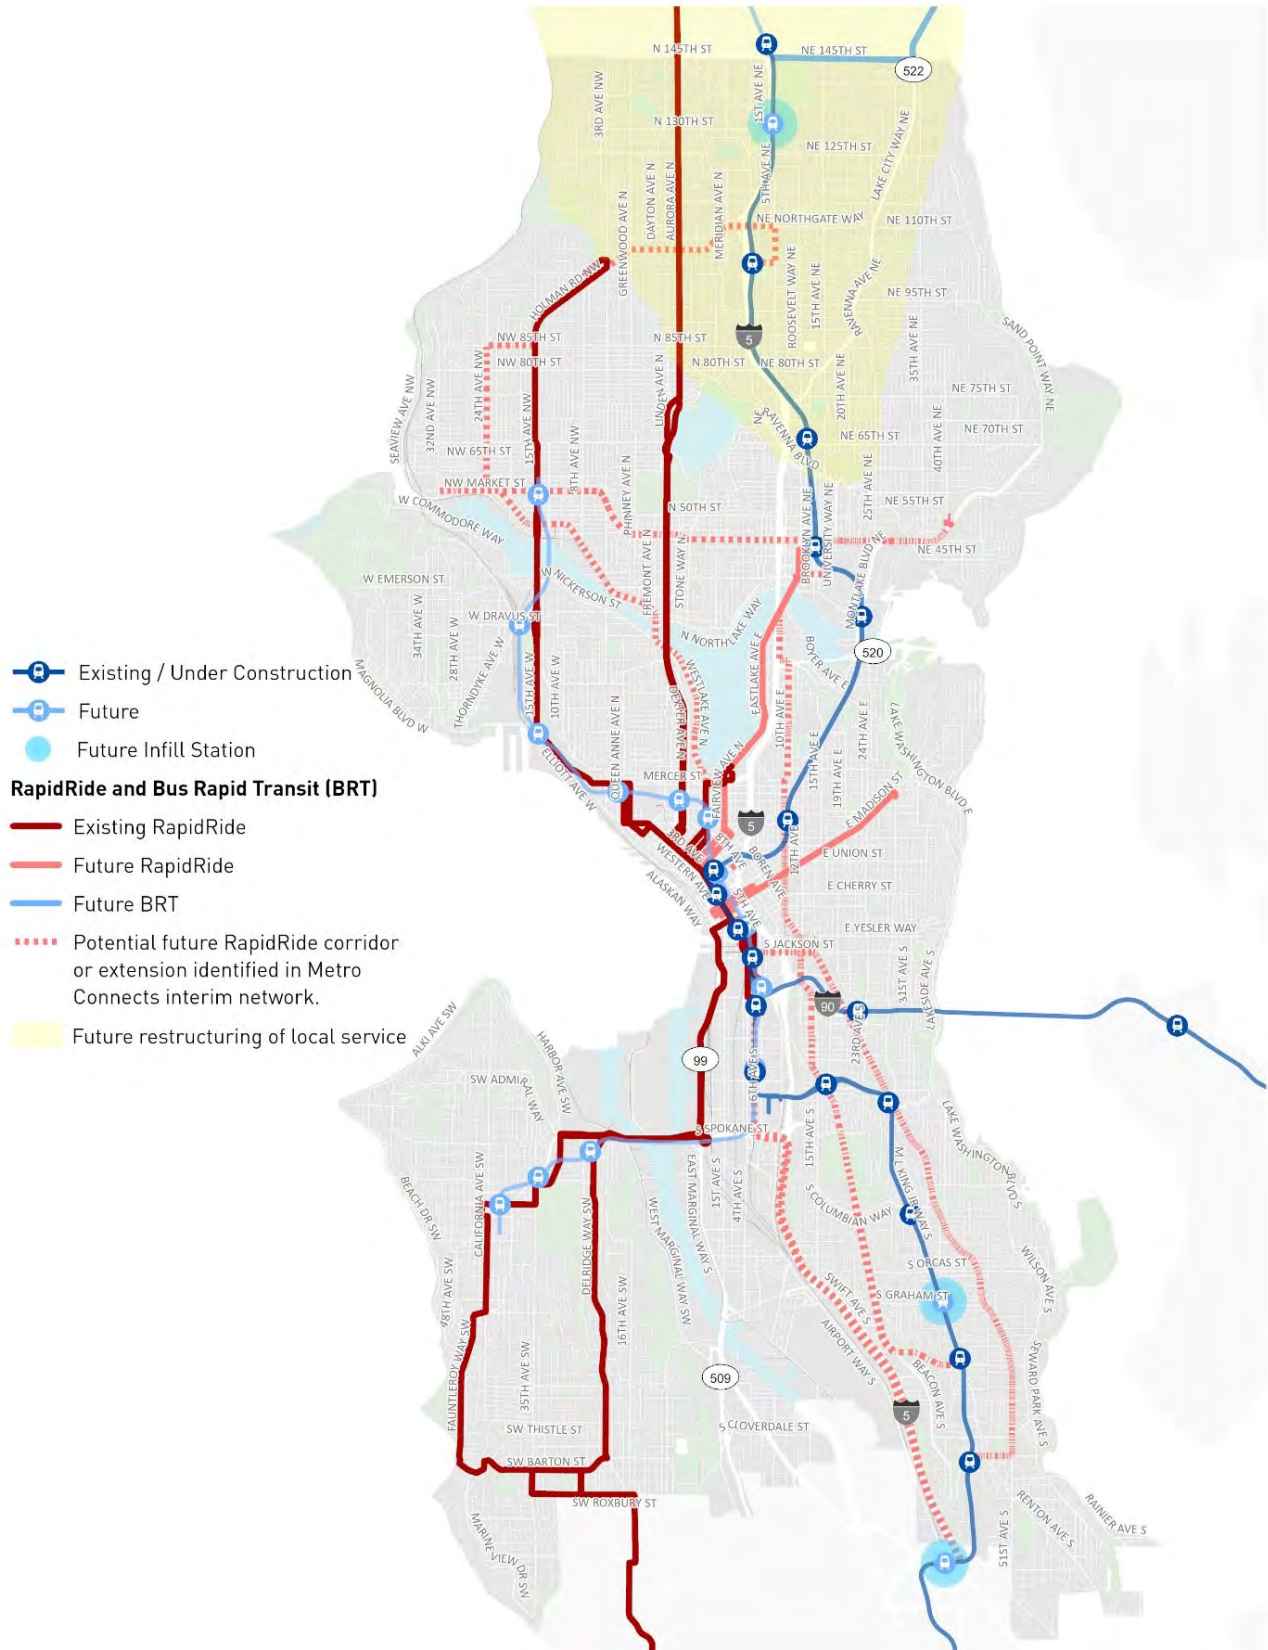 N 145TH ST
NE 145TH ST
522
3RD AVE NW
1ST AVE NE
N 130TH ST
NE 125TH ST
LAKE CITY WAY NE
5TH AVE NE
GREENWOOD AVE N
DAYTON AVE N
AURORA AVE N
MERIDIAN AVE N
NE NORTHGATE WAY
NE 110TH ST
HOLMAN RD NW
ROOSEVELT WAY NE
15TH AVE NE
RAVENNA AVE NE
NE 95TH ST
35TH AVE NE
SAND POINT WAY NE
NW 85TH ST
N 85TH ST
5
NW 80TH ST
N 80TH ST
NE 80TH ST
SEAVIEW AVE NW
32ND AVE NW
24TH AVE NW
15TH AVE NW
8TH AVE NW
LINDEN AVE N
20TH AVE NE
NE 75TH ST
NE 70TH ST
40TH AVE NE
NE RAVENNA BLVD
NE 65TH ST
NW 65TH ST
NW MARKET ST
PHINNEY AVE N
25TH AVE NE
W COMMODORE WAY
N 50TH ST
NE 55TH ST
BROOKLYN AVE NE
UNIVERSITY WAY NE
NE 45TH ST
MONTLAKE BLVD NE
FREMONT AVE N
STONE WAY N
W EMERSON ST
W NICKERSON ST
34TH AVE W
28TH AVE W
W DRAVUS ST
N NORTHLAKE WAY
BOYER AVE E
520
THORNDYKE AVE W
15TH AVE W
10TH AVE W
MAGNOLIA BLVD W
WESTLAKE AVE N
EASTLAKE AVE E
DEXTER AVE N
10TH AVE E
24TH AVE E
LAKE WASHINGTON BLVD E
QUEEN ANNE AVE N
15TH AVE E
19TH AVE E
Existing / Under Construction
Future
Future Infill Station
RapidRide and Bus Rapid Transit (BRT)
Existing RapidRide
Future RapidRide
Future BRT
Potential future RapidRide corridor
or extension identified in Metro
Connects interim network.
Future restructuring of local service
ELLIOTT AVE W
MERCER ST
FAIRVIEW AVE N
E MADISON ST
5
3RD AVE
8TH AVE
BOREN AVE
12TH AVE
E UNION ST
WESTERN AVE
ALASKAN WAY
5TH AVE
E CHERRY ST
E YESLER WAY
S JACKSON ST
31ST AVE S
LAKESIDE AVE S
90
23RD AVE S
ALKI AVE SW
HARBOR AVE SW
99
6TH AVE S
SW ADMIRAL WAY
S SPOKANE ST
15TH AVE S
LAKE WASHINGTON BLVD S
BEACH DR SW
CALIFORNIA AVE SW
DELRIDGE WAY SW
WEST MARGINAL WAY SW
EAST MARGINAL WAY S
1ST AVE S
4TH AVE S
M L KING JR WAY S
S COLUMBIAN WAY
WILSON AVE S
S ORCAS ST
48TH AVE SW
16TH AVE SW
SWIFT AVE S
S GRAHAM ST
AIRPORT WAY S
FAUNTLEROY WAY SW
35TH AVE SW
509
BEACON AVE S
SEWARD PARK AVE S
5
SW THISTLE ST
S CLOVERDALE ST
SW BARTON ST
SW ROXBURY ST
MARINE VIEW DR SW
51ST AVE S
RENTON AVE S
RAINIER AVE S